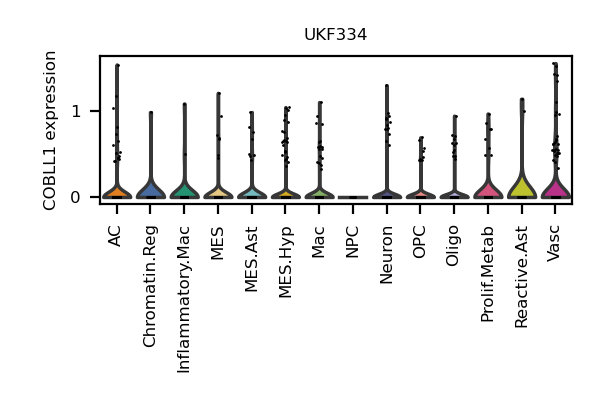 UKF334
COBLL1 expression
1
0
AC
Chromatin.Reg
Inflammatory.Mac
MES
MES.Ast
MES.Hyp
Mac
NPC
Neuron
OPC
Oligo
Prolif.Metab
Reactive.Ast
Vasc